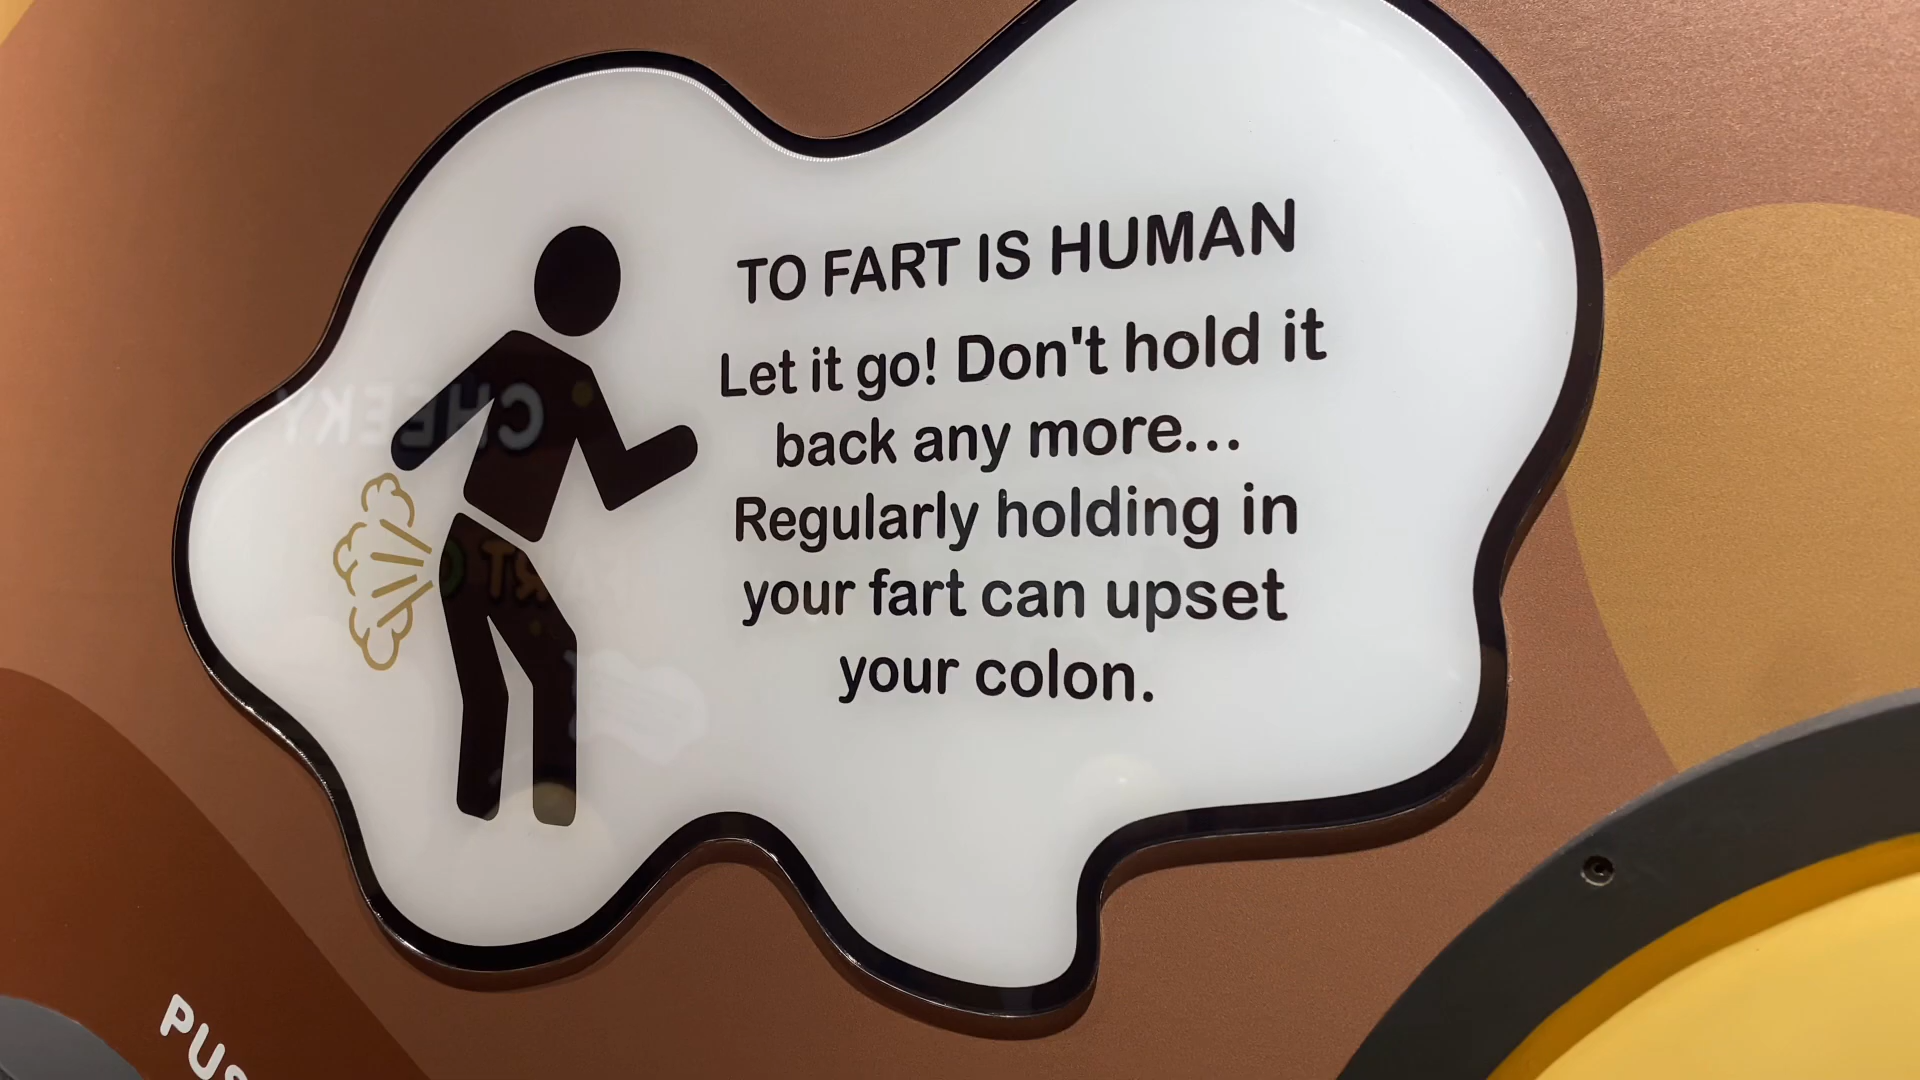 TO FART IS HUMAN
Let it go! Don't hold it
back any more...
Regularly holding in
your fart can upset
your colon.
CHEEKY